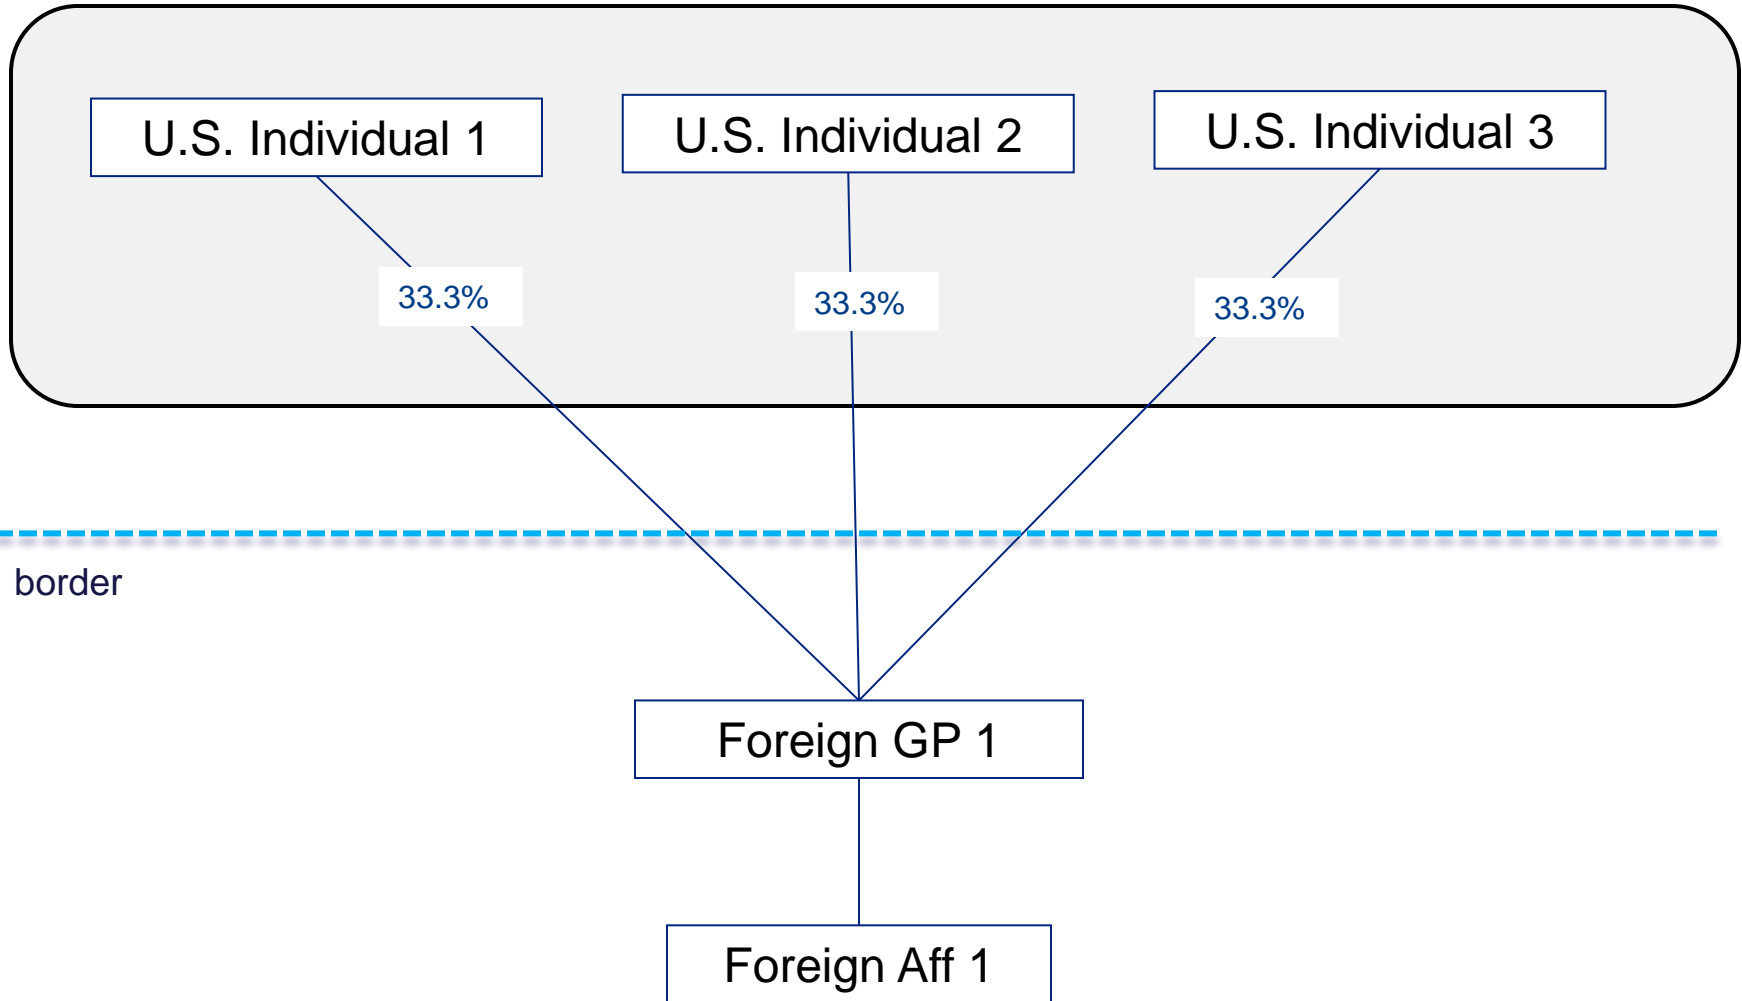 U.S. Individual 1
U.S. Individual 2
U.S. Individual 3
33.3%
33.3%
33.3%
border
Foreign GP 1
Foreign Aff 1